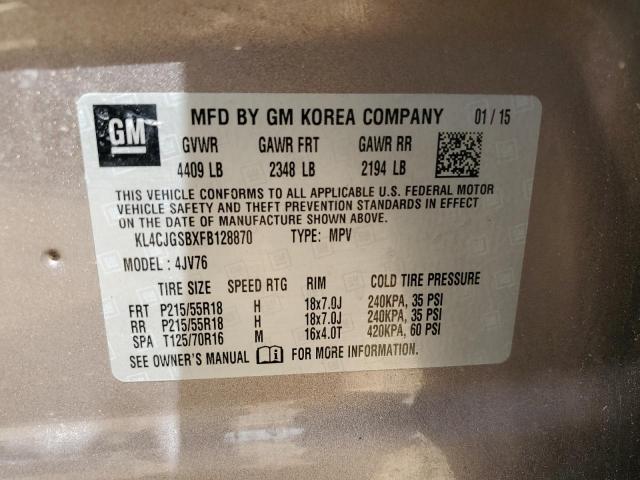 GM MFD BY GM KOREA COMPANY 01/15
GVWR GAWR FRT GAWR RR
4409 LB 2348 LB 2194 LB
THIS VEHICLE CONFORMS TO ALL APPLICABLE U.S. FEDERAL MOTOR
VEHICLE SAFETY AND THEFT PREVENTION STANDARDS IN EFFECT
ON THE DATE OF MANUFACTURE SHOWN ABOVE.
KL4CJGSBXFB128870 TYPE: MPV
MODEL : 4JV76
TIRE SIZE SPEED RTG RIM COLD TIRE PRESSURE
FRT P215/55R18 H 18x7.0J 240KPA, 35 PSI
RR P215/55R18 H 18x7.0J 240KPA, 35 PSI
SPA T125/70R16 M 16x4.0T 420KPA, 60 PSI
SEE OWNER'S MANUAL FOR MORE INFORMATION.